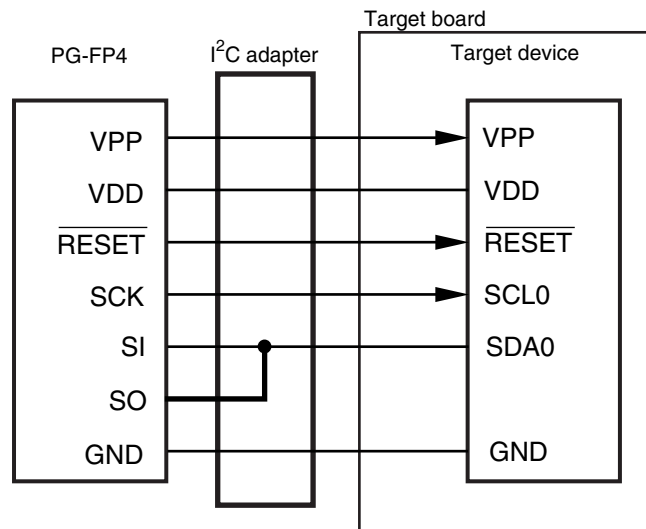 Target board
PG-FP4
I²C adapter
Target device
VPP
VPP
VDD
VDD
RESET
RESET
SCK
SCL0
SI
SDA0
SO
GND
GND